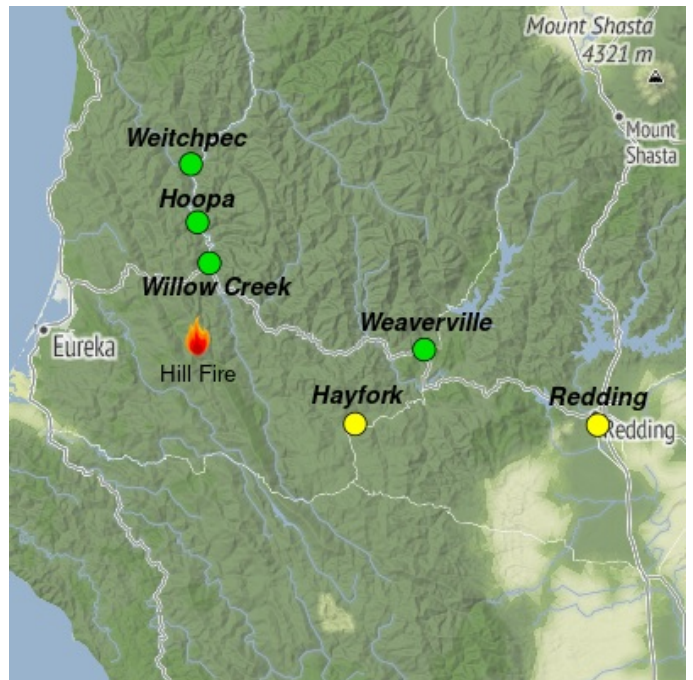 Mount Shasta
4321 m
Mount
Shasta
Weitchpec
Hoopa
Willow Creek
Eureka
Hill Fire
Weaverville
Hayfork
Redding
Redding